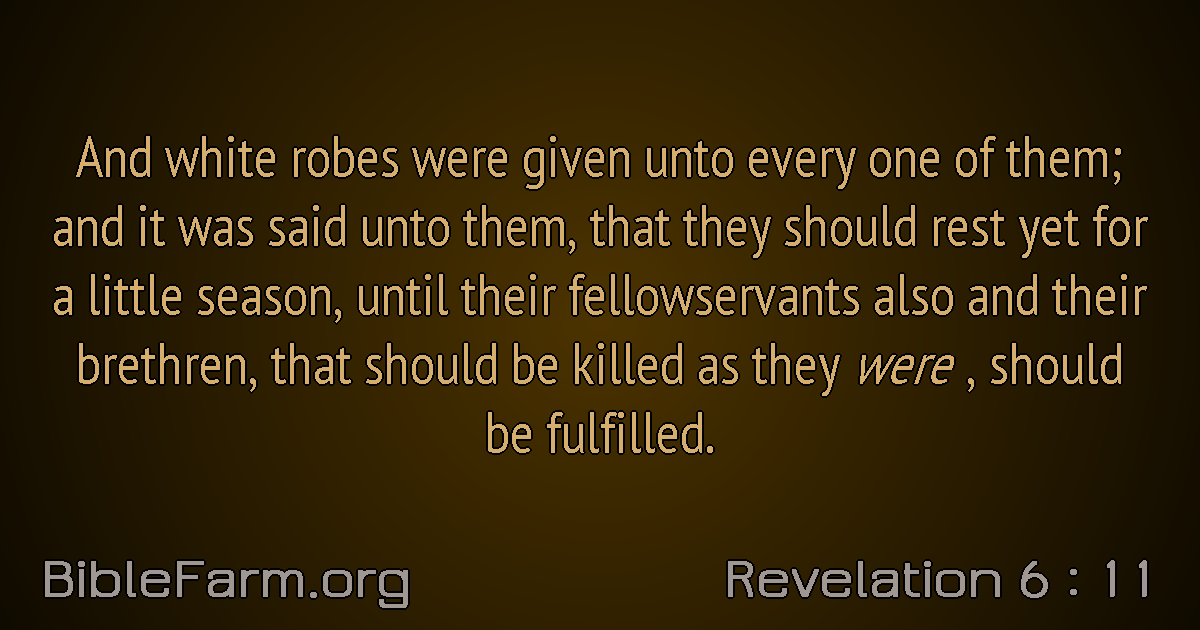 And white robes were given unto every one of them;
and it was said unto them, that they should rest yet for
a little season, until their fellowservants also and their
brethren, that should be killed as they were , should
be fulfilled.
BibleFarm.org
Revelation 6 : 11